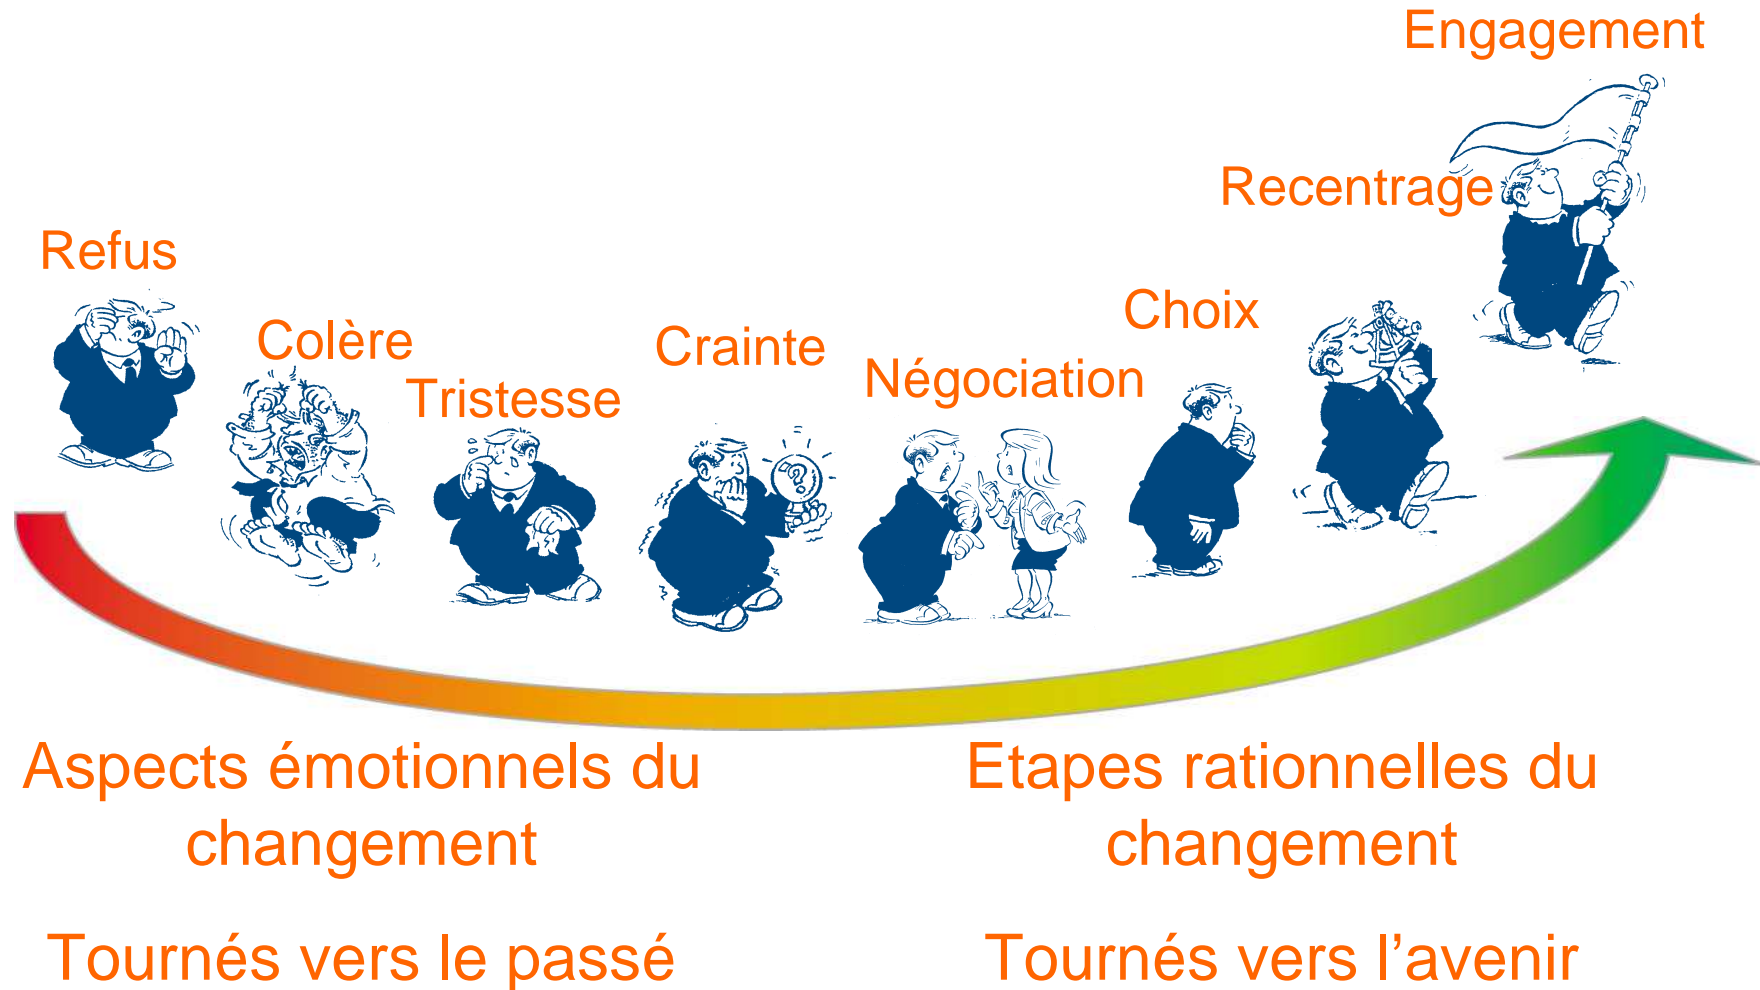 Engagement
Recentrage
Refus
Choix
Colère
Crainte
Négociation
Tristesse
?
Aspects émotionnels du
changement
Tournés vers le passé
Etapes rationnelles du
changement
Tournés vers l’avenir